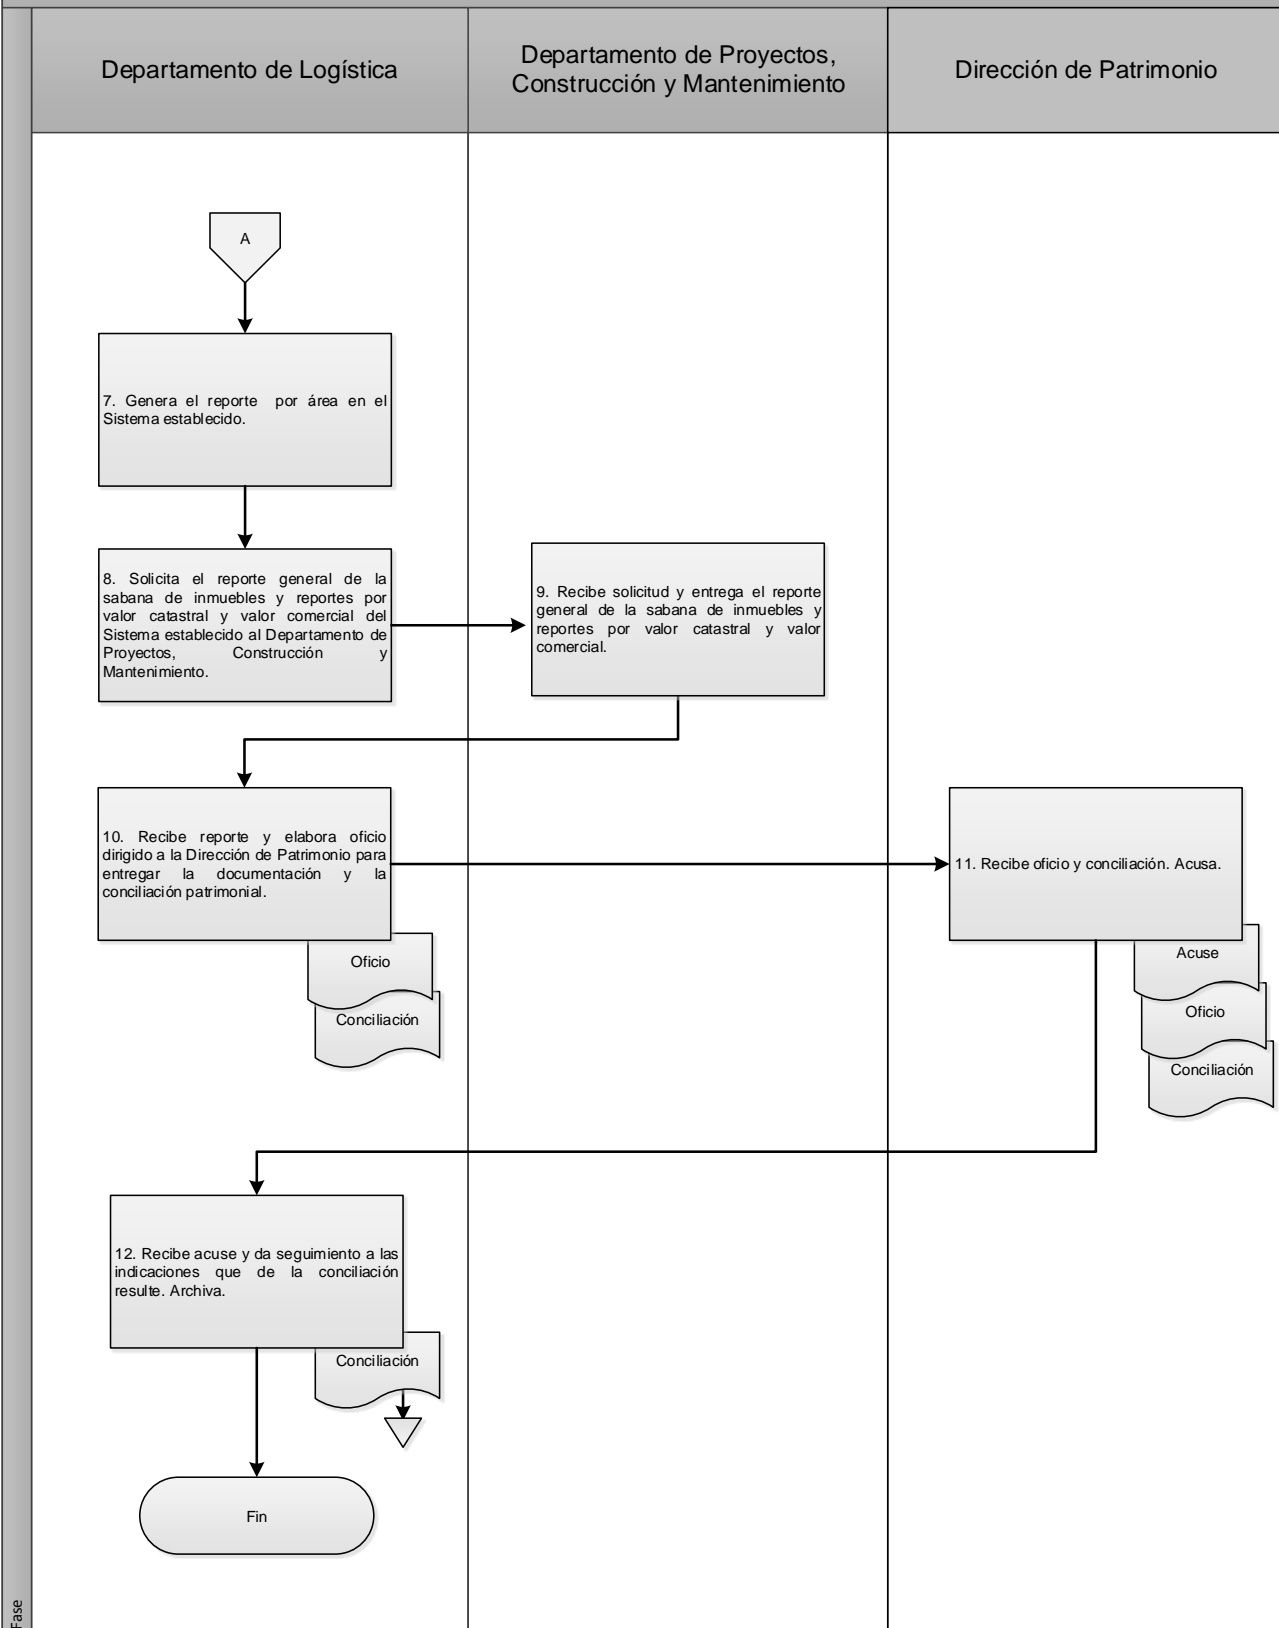 Departamento de Logística
Departamento de Proyectos,
Construcción y Mantenimiento
Dirección de Patrimonio
A
7. Genera el reporte por área en el
Sistema establecido.
8. Solicita el reporte general de la
sabana de inmuebles y reportes por
valor catastral y valor comercial del
Sistema establecido al Departamento de
Proyectos, Construcción y
Mantenimiento.
9. Recibe solicitud y entrega el reporte
general de la sabana de inmuebles y
reportes por valor catastral y valor
comercial.
10. Recibe reporte y elabora oficio
dirigido a la Dirección de Patrimonio para
entregar la documentación y la
conciliación patrimonial.
Oficio
Conciliación
11. Recibe oficio y conciliación. Acusa.
Acuse
Oficio
Conciliación
12. Recibe acuse y da seguimiento a las
indicaciones que de la conciliación
resulte. Archiva.
Conciliación
Fin
Fase